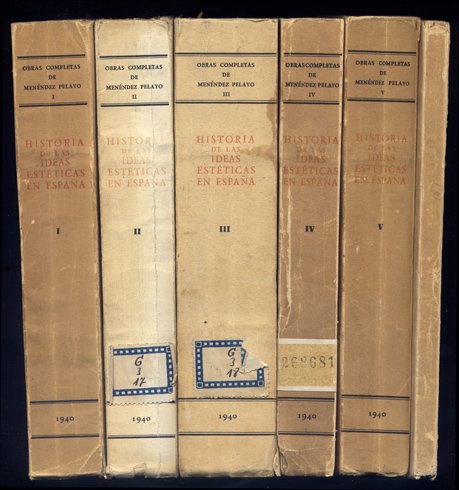 OBRAS COMPLETAS
DE
MENÉNDEZ PELAYO
I
HISTORIA
DE LAS
IDEAS
ESTÉTICAS
EN ESPAÑA
I
1940
OBRAS COMPLETAS
DE
MENÉNDEZ PELAYO
II
HISTORIA
DE LAS
IDEAS
ESTÉTICAS
EN ESPAÑA
II
G
3
17
1940
OBRAS COMPLETAS
DE
MENÉNDEZ PELAYO
III
HISTORIA
DE LAS
IDEAS
ESTÉTICAS
EN ESPAÑA
III
G
3
18
1940
OBRAS COMPLETAS
DE
MENÉNDEZ PELAYO
IV
HISTORIA
DE LAS
IDEAS
ESTÉTICAS
EN ESPAÑA
IV
262681
1940
OBRAS COMPLETAS
DE
MENÉNDEZ PELAYO
V
HISTORIA
DE LAS
IDEAS
ESTÉTICAS
EN ESPAÑA
V
1940